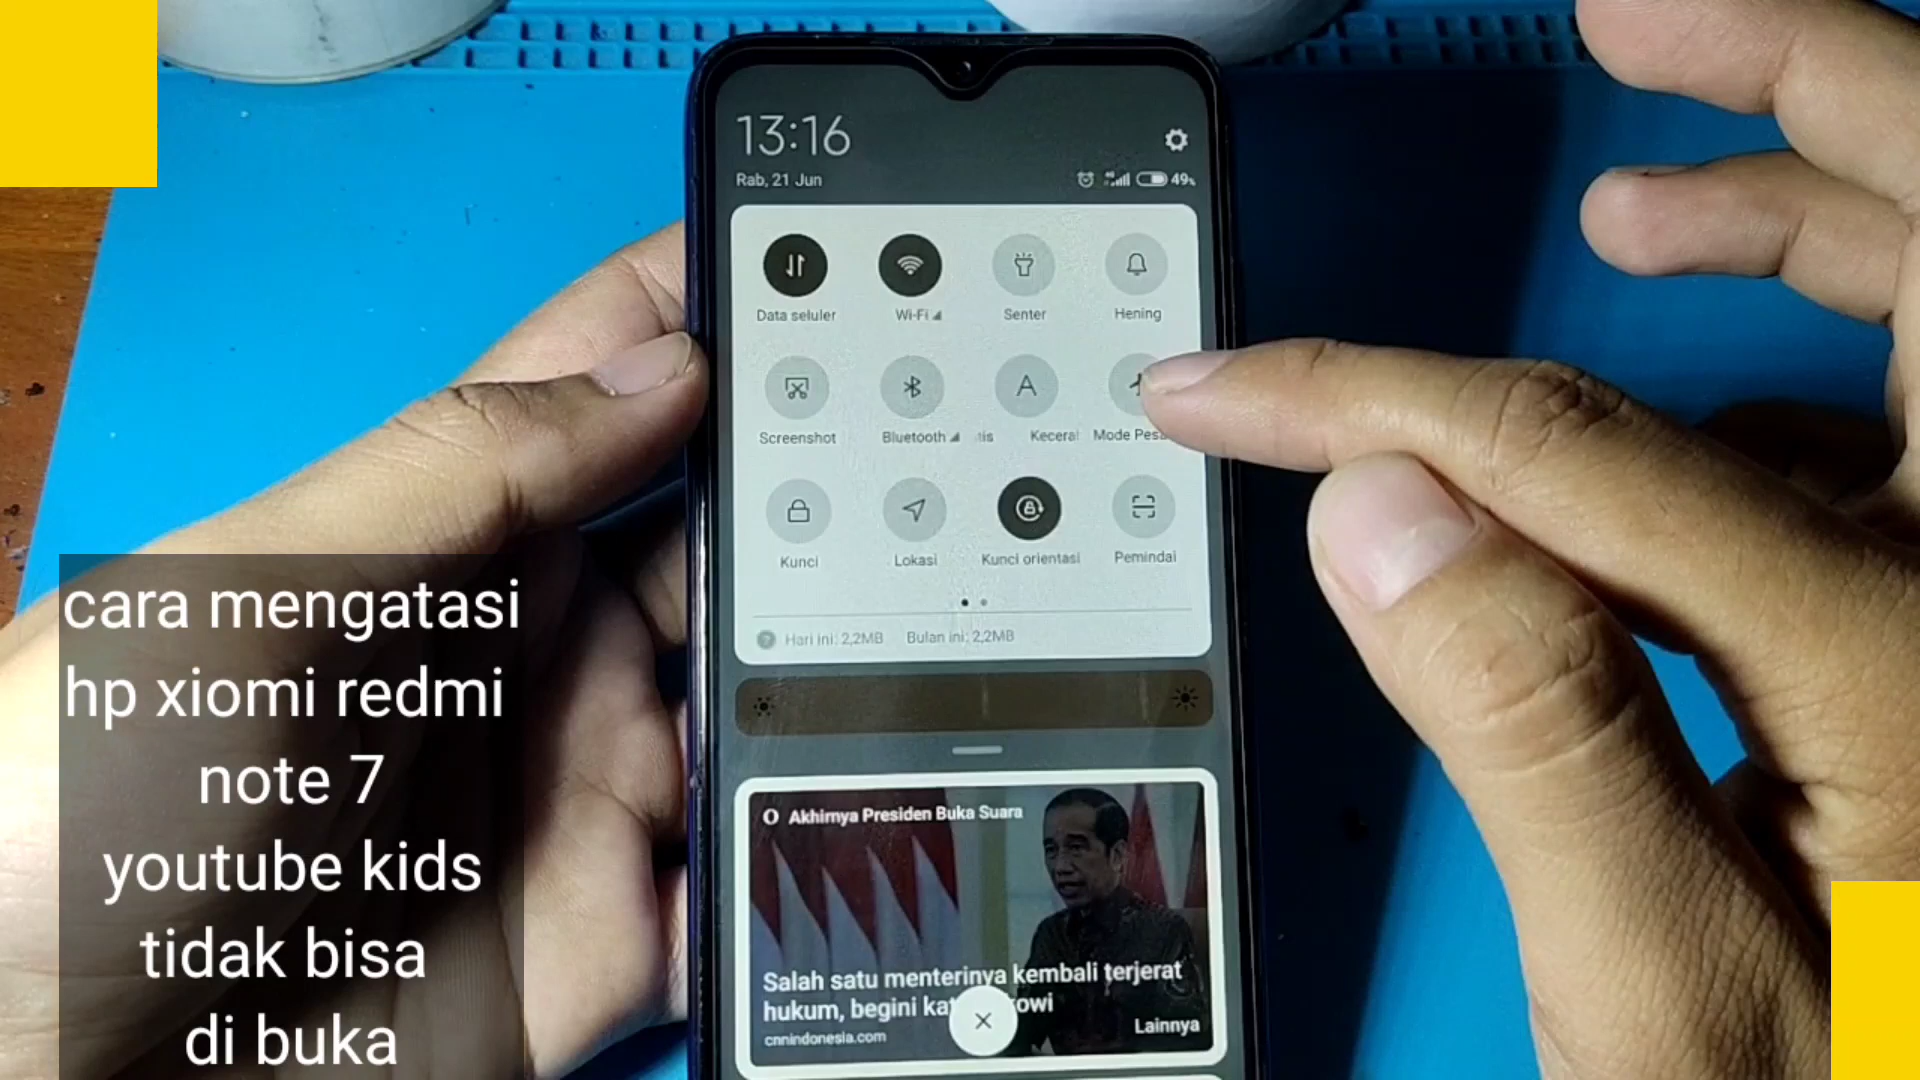 13:16
Rab, 21 Jun
49%
Data seluler
Wi-Fi
Senter
Hening
Screenshot
Bluetooth
tis
Kecera
Mode Pesa
Kunci
Lokasi
Kunci orientasi
Pemindai
Hari ini: 2,2MB
Bulan ini: 2,2MB
Akhirnya Presiden Buka Suara
Salah satu menterinya kembali terjerat
hukum, begini kat owi
cnnindonesia.com
Lainnya
cara mengatasi
hp xiomi redmi
note 7
youtube kids
tidak bisa
di buka